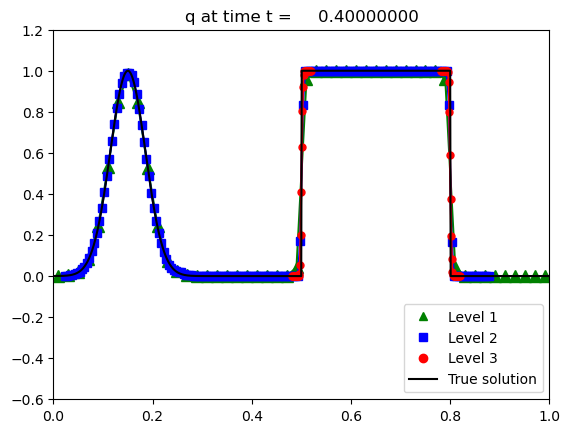 q at time t = 0.40000000
1.2
1.0
0.8
0.6
0.4
0.2
0.0
−0.2
−0.4
−0.6
0.0 0.2 0.4 0.6 0.8 1.0
Level 1
Level 2
Level 3
True solution